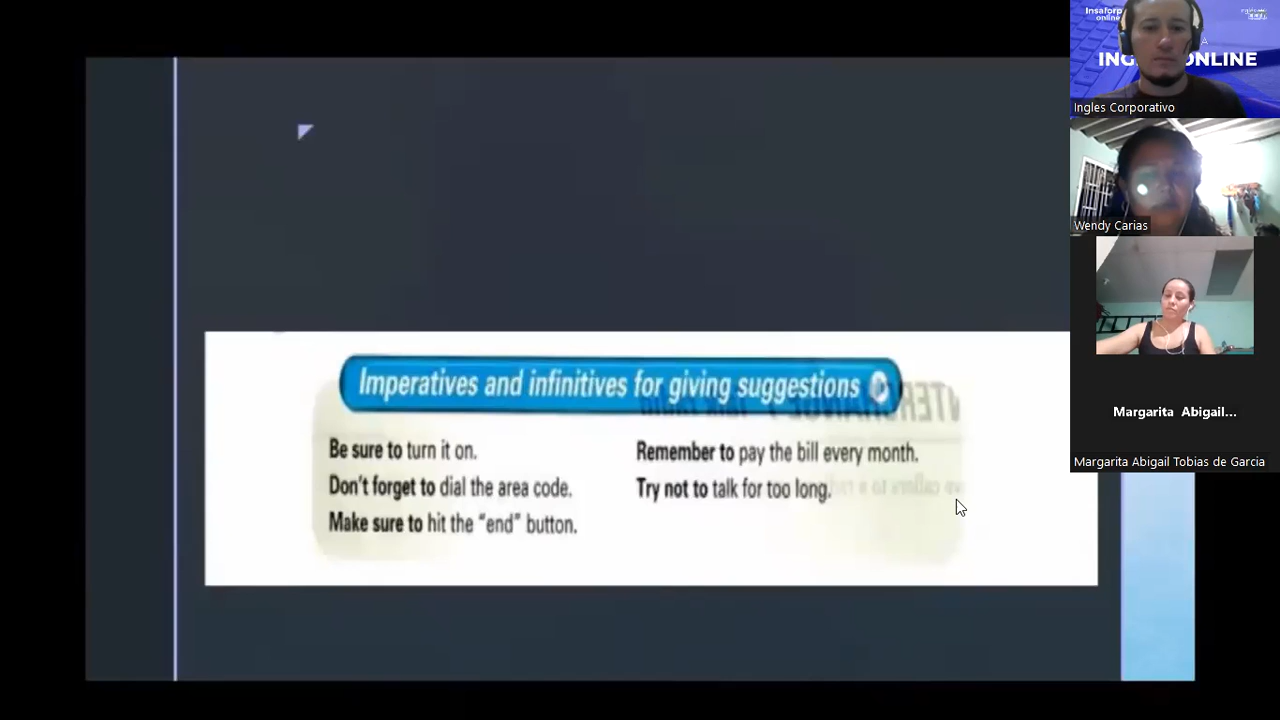 Imperatives and infinitives for giving suggestions
Be sure to turn it on.
Don't forget to dial the area code.
Make sure to hit the “end” button.
Remember to pay the bill every month.
Try not to talk for too long.
Insaforp
online
ONLINE
Ingles Corporativo
Wendy Carias
Margarita Abigail...
Margarita Abigail Tobias de Garcia